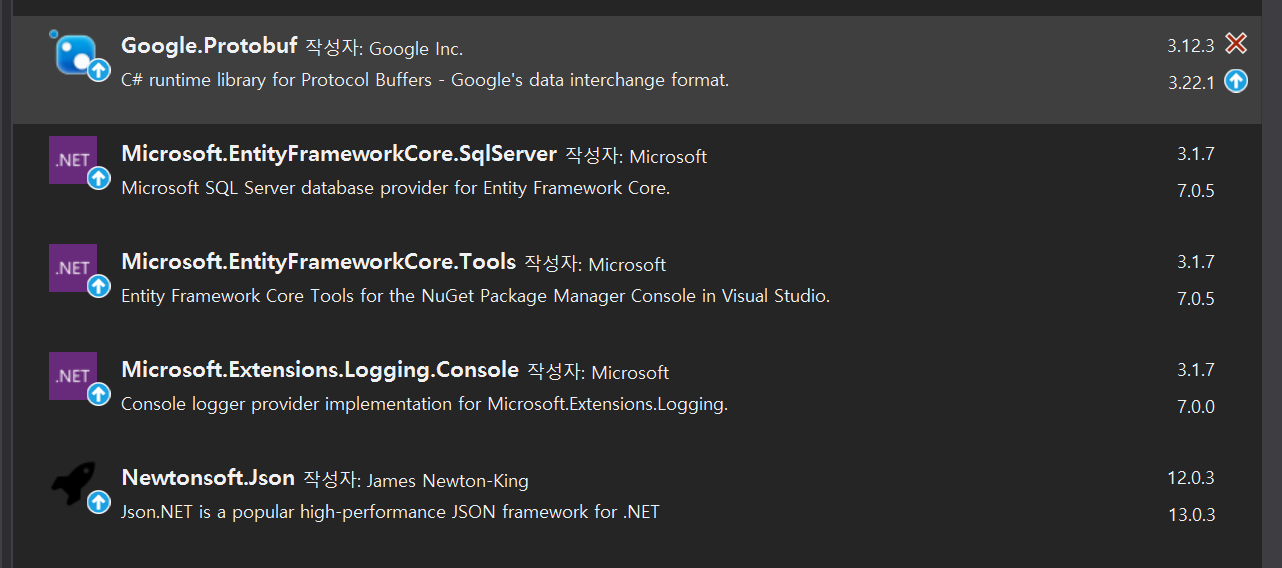 Google.Protobuf 작성자: Google Inc. 3.12.3
C# runtime library for Protocol Buffers - Google's data interchange format. 3.22.1
.NET Microsoft.EntityFrameworkCore.SqlServer 작성자: Microsoft 3.1.7
Microsoft SQL Server database provider for Entity Framework Core. 7.0.5
.NET Microsoft.EntityFrameworkCore.Tools 작성자: Microsoft 3.1.7
Entity Framework Core Tools for the NuGet Package Manager Console in Visual Studio. 7.0.5
.NET Microsoft.Extensions.Logging.Console 작성자: Microsoft 3.1.7
Console logger provider implementation for Microsoft.Extensions.Logging. 7.0.0
Newtonsoft.Json 작성자: James Newton-King 12.0.3
Json.NET is a popular high-performance JSON framework for .NET 13.0.3